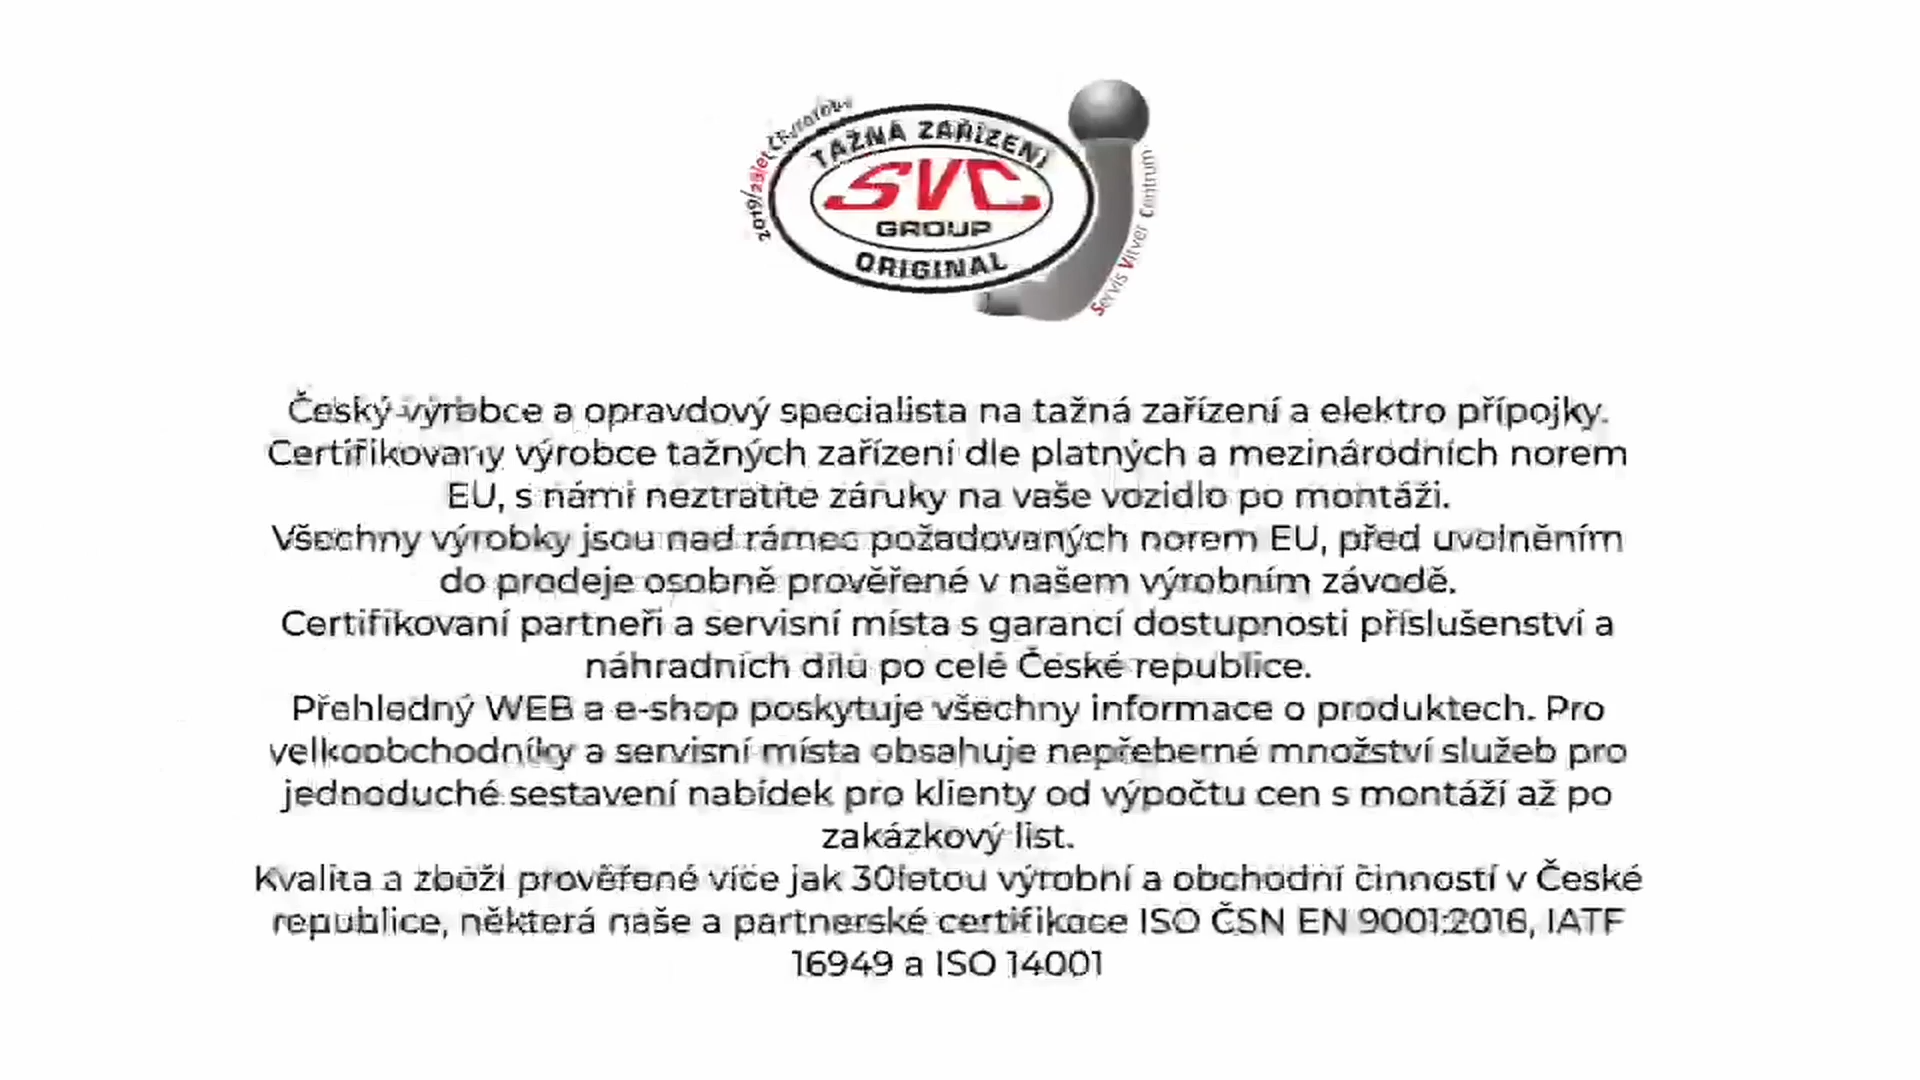 TAŽNÁ ZAŘÍZENÍ
SVC
GROUP
ORIGINAL
Servis Vitver Centrum
Český výrobce a opravdový specialista na tažná zařízení a elektro přípojky.
Certifikovaný výrobce tažných zařízení dle platných a mezinárodních norem
EU, s námi neztratíte záruky na vaše vozidlo po montáži.
Všechny výrobky jsou nad rámec požadovaných norem EU, před uvolněním
do prodeje osobně prověřené v našem výrobním závodě.
Certifikovaní partneři a servisní místa s garancí dostupnosti příslušenství a
náhradních dílů po celé České republice.
Přehledný WEB a e-shop poskytuje všechny informace o produktech. Pro
velkoobchodníky a servisní místa obsahuje nepřeberné množství služeb pro
jednoduché sestavení nabídek pro klienty od výpočtu cen s montáží až po
zakázkový list.
Kvalita a zboží prověřené více jak 30letou výrobní a obchodní činností v České
republice, některá naše a partnerské certifikace ISO ČSN EN 9001:2016, IATF
16949 a ISO 14001